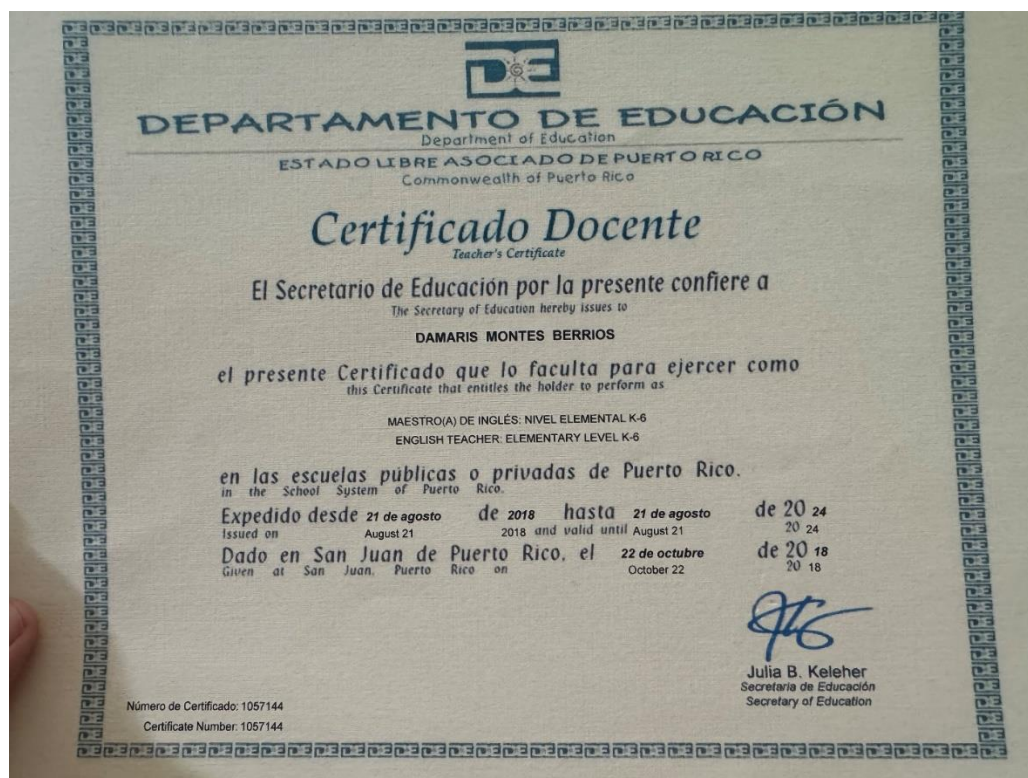 DE
DEPARTAMENTO DE EDUCACIÓN
Department of Education
ESTADO LIBRE ASOCIADO DE PUERTO RICO
Commonwealth of Puerto Rico
Certificado Docente
Teacher's Certificate
El Secretario de Educación por la presente confiere a
The Secretary of Education hereby issues to
DAMARIS MONTES BERRIOS
el presente Certificado que lo faculta para ejercer como
this Certificate that entitles the holder to perform as
MAESTRO(A) DE INGLÉS: NIVEL ELEMENTAL K-6
ENGLISH TEACHER: ELEMENTARY LEVEL K-6
en las escuelas públicas o privadas de Puerto Rico.
in the School System of Puerto Rico.
Expedido desde 21 de agosto de 2018 hasta 21 de agosto de 20 24
Issued on August 21 2018 and valid until August 21 20 24
Dado en San Juan de Puerto Rico, el 22 de octubre de 20 18
Given at San Juan, Puerto Rico on October 22 20 18
Julia B. Keleher
Secretaria de Educación
Secretary of Education
Número de Certificado: 1057144
Certificate Number: 1057144